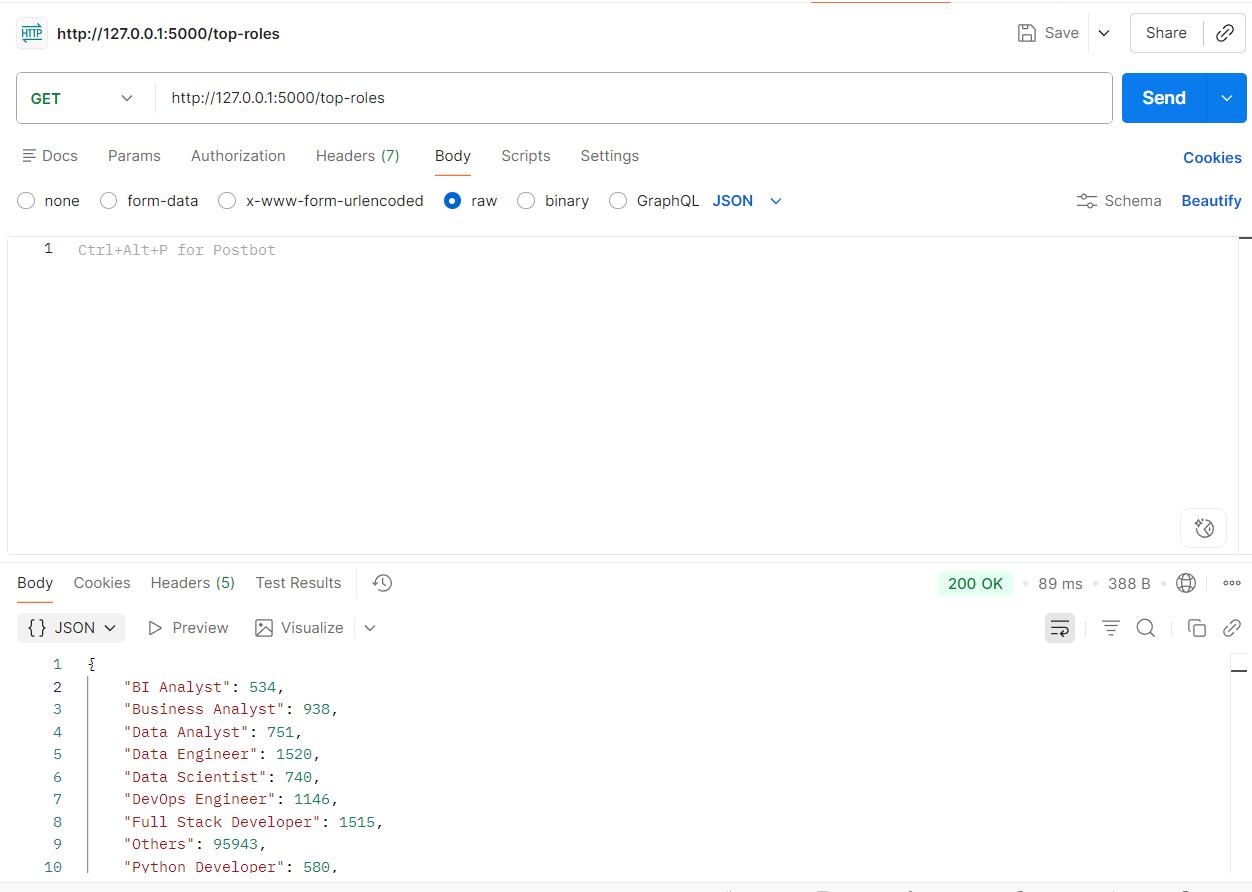 HTTP http://127.0.0.1:5000/top-roles Save Share
GET http://127.0.0.1:5000/top-roles Send
Docs Params Authorization Headers (7) Body Scripts Settings Cookies
none form-data x-www-form-urlencoded raw binary GraphQL JSON Schema Beautify
1 Ctrl+Alt+P for Postbot
Body Cookies Headers (5) Test Results 200 OK 89 ms 388 B
{} JSON Preview Visualize
1 {
2 "BI Analyst": 534,
3 "Business Analyst": 938,
4 "Data Analyst": 751,
5 "Data Engineer": 1520,
6 "Data Scientist": 740,
7 "DevOps Engineer": 1146,
8 "Full Stack Developer": 1515,
9 "Others": 95943,
10 "Python Developer": 580,